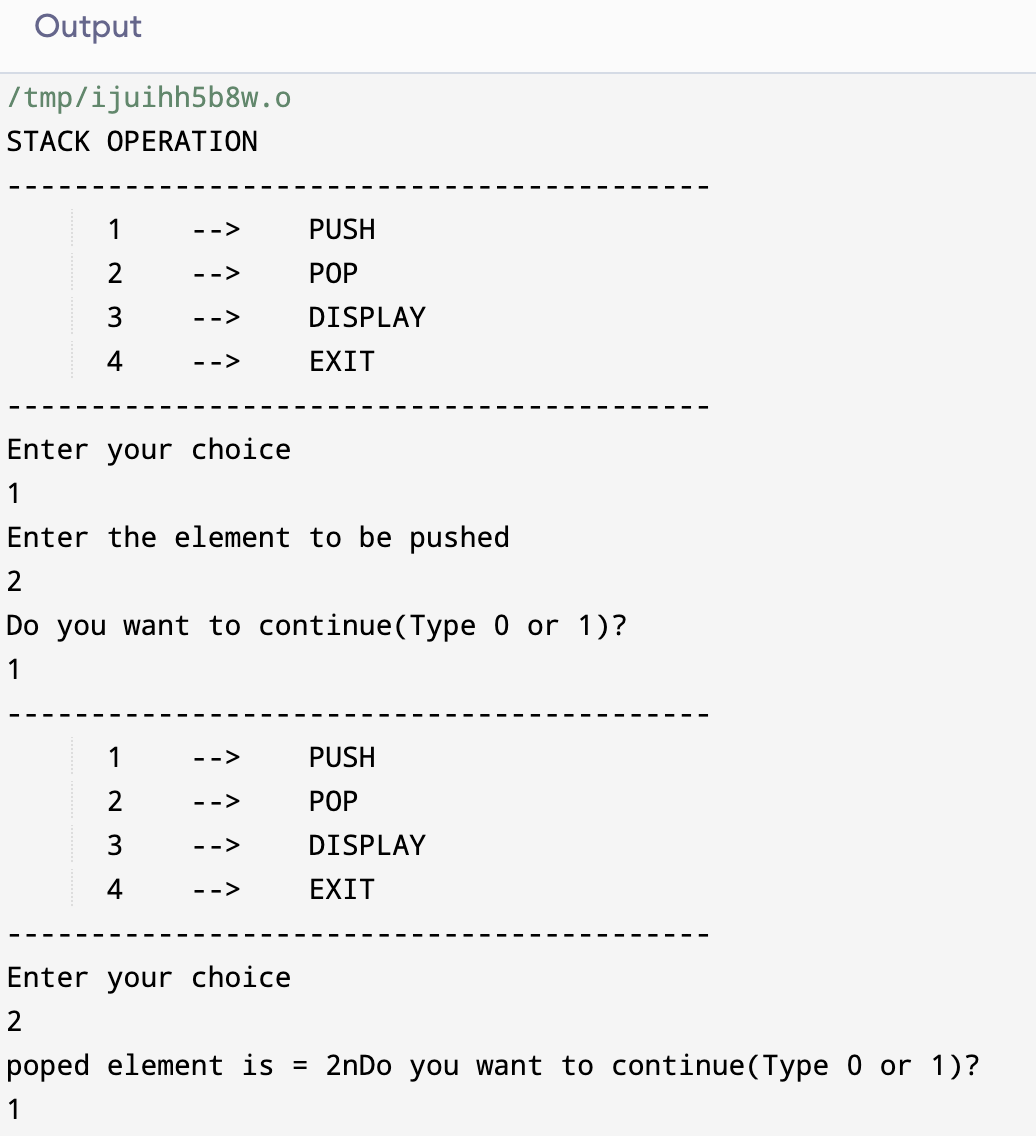 Output
/tmp/ijuihh5b8w.o
STACK OPERATION
------------------------------------------
1 --> PUSH
2 --> POP
3 --> DISPLAY
4 --> EXIT
------------------------------------------
Enter your choice
1
Enter the element to be pushed
2
Do you want to continue(Type 0 or 1)?
1
------------------------------------------
1 --> PUSH
2 --> POP
3 --> DISPLAY
4 --> EXIT
------------------------------------------
Enter your choice
2
poped element is = 2nDo you want to continue(Type 0 or 1)?
1